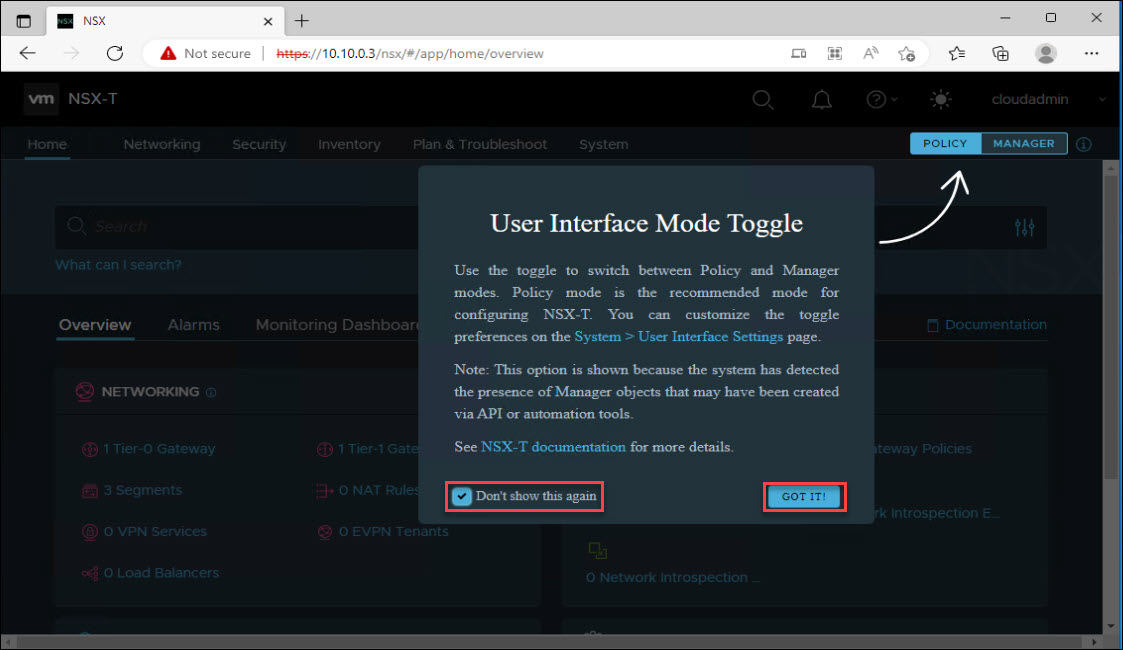 NSX
Not secure https://10.10.0.3/nsx/#/app/home/overview
vm NSX-T
cloudadmin
Home Networking Security Inventory Plan & Troubleshoot System
POLICY MANAGER
User Interface Mode Toggle
Search
Use the toggle to switch between Policy and Manager
modes. Policy mode is the recommended mode for
configuring NSX-T. You can customize the toggle
preferences on the System > User Interface Settings page.
What can I search?
NSX
Overview Alarms Monitoring Dashboar
Documentation
Note: This option is shown because the system has detected
the presence of Manager objects that may have been created
via API or automation tools.
See NSX-T documentation for more details.
Don't show this again
GOT IT!
NETWORKING
1 Tier-0 Gateway
1 Tier-1 Gate
3 Segments
0 NAT Rules
0 VPN Services
0 EVPN Tenants
0 Load Balancers
teway Policies
rk Introspection E...
0 Network Introspection ...